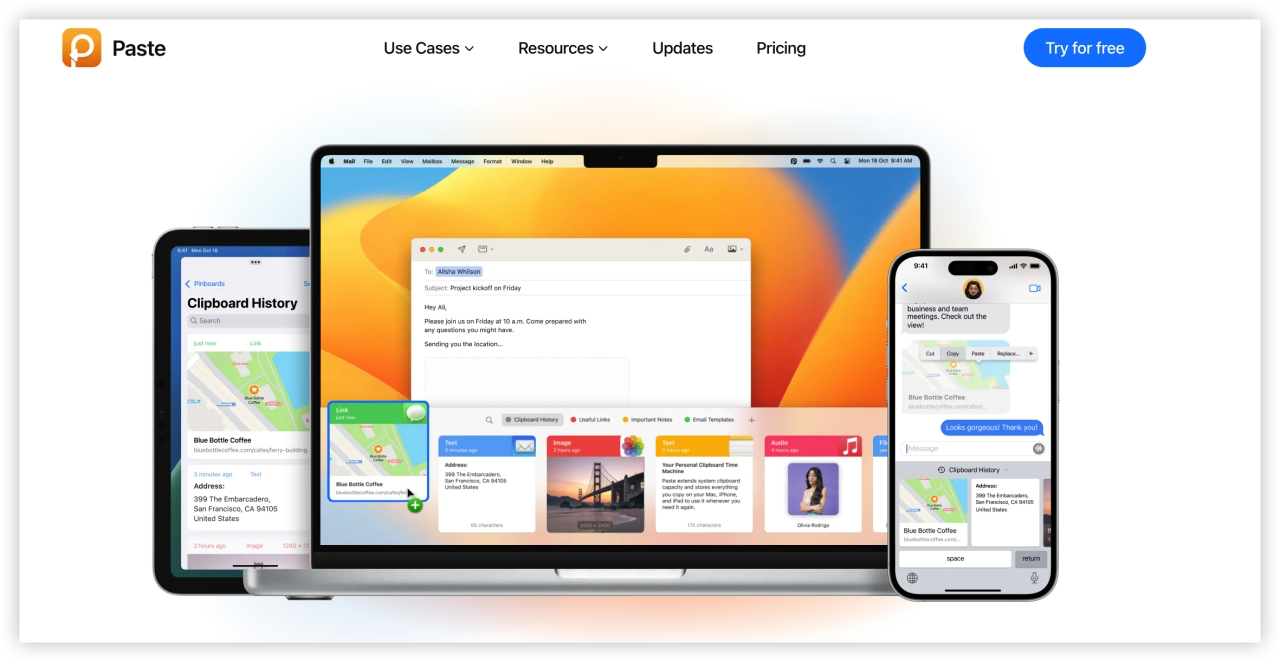 Paste
Use Cases
Resources
Updates
Pricing
Try for free
Mail File Edit View Mailbox Message Format Window Help
Mon 18 Oct 9:41 AM
To: Alisha Whilson
Subject: Project kickoff on Friday
Hey Ali,
Please join us on Friday at 10 a.m. Come prepared with
any questions you might have.
Sending you the location...
Clipboard History
Useful Links
Important Notes
Email Templates
Link
just now
Blue Bottle Coffee
bluebottlecoffee.com/cafes/
Text
3 minutes ago
Address:
399 The Embarcadero,
San Francisco, CA 94105
United States
65 characters
Image
2 hours ago
2400 × 2400
Text
3 hours ago
Your Personal Clipboard Time
Machine
Paste extends system clipboard
capacity and stores everything
you copy on your Mac, iPhone,
and iPad to use it whenever you
need it again.
175 characters
Audio
4 hours ago
Olivia Rodrigo
9:41 Mon Oct 18
Pinboards
Clipboard History
Search
just now
Link
Blue Bottle Coffee
Blue Bottle Coffee
bluebottlecoffee.com/cafes/ferry-building
3 minutes ago
Text
Address:
399 The Embarcadero,
San Francisco, CA 94105
United States
2 hours ago
Image
9:41
business and team
meetings. Check out the
view!
Cut
Copy
Paste
Replace...
Blue Bottle Coffee
bluebottlecoffee.com/cafes/...
Looks gorgeous! Thank you!
Message
Clipboard History
Blue Bottle Coffee
bluebottlecoffee.com/...
Address:
399 The Embarcadero,
San Francisco, CA 94105
United States
space
return